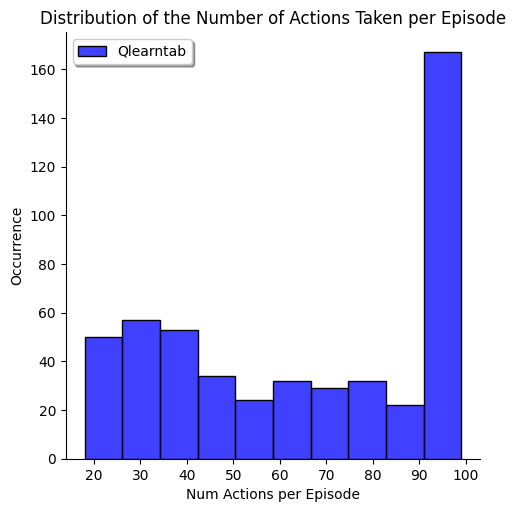 Distribution of the Number of Actions Taken per Episode
Qlearntab
160
140
120
100
80
60
40
20
0
Occurrence
20 30 40 50 60 70 80 90 100
Num Actions per Episode